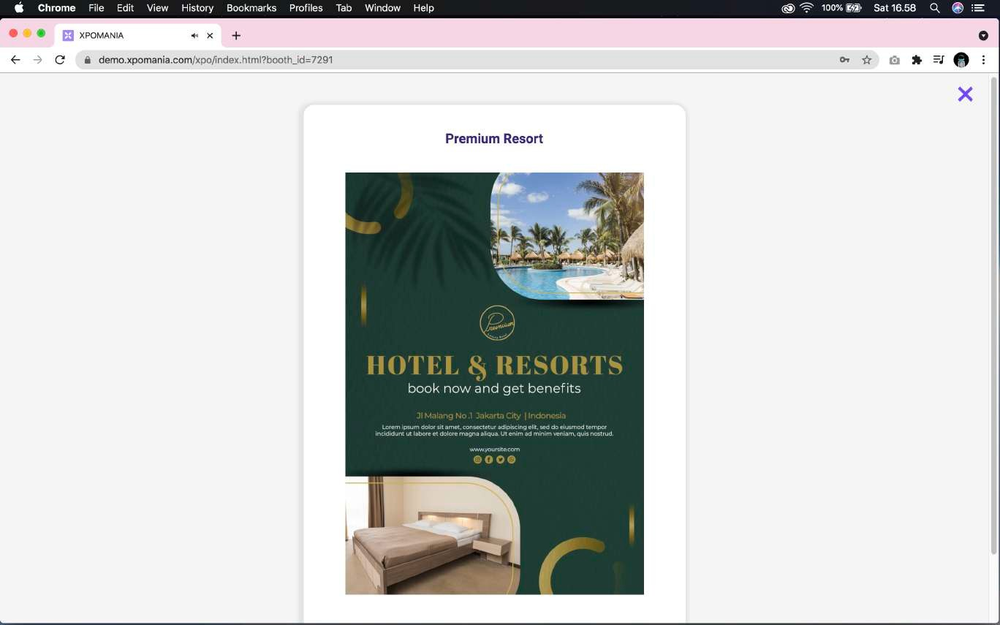 Chrome File Edit View History Bookmarks Profiles Tab Window Help 100% Sat 16.58
XPOMANIA
demo.xpomania.com/xpo/index.html?booth_id=7291
Premium Resort
Premium
HOTEL & RESORTS
book now and get benefits
Jl Malang No .1 Jakarta City | Indonesia
Lorem ipsum dolor sit amet, consectetur adipiscing elit, sed do eiusmod tempor
incididunt ut labore et dolore magna aliqua. Ut enim ad minim veniam, quis nostrud.
www.yoursite.com